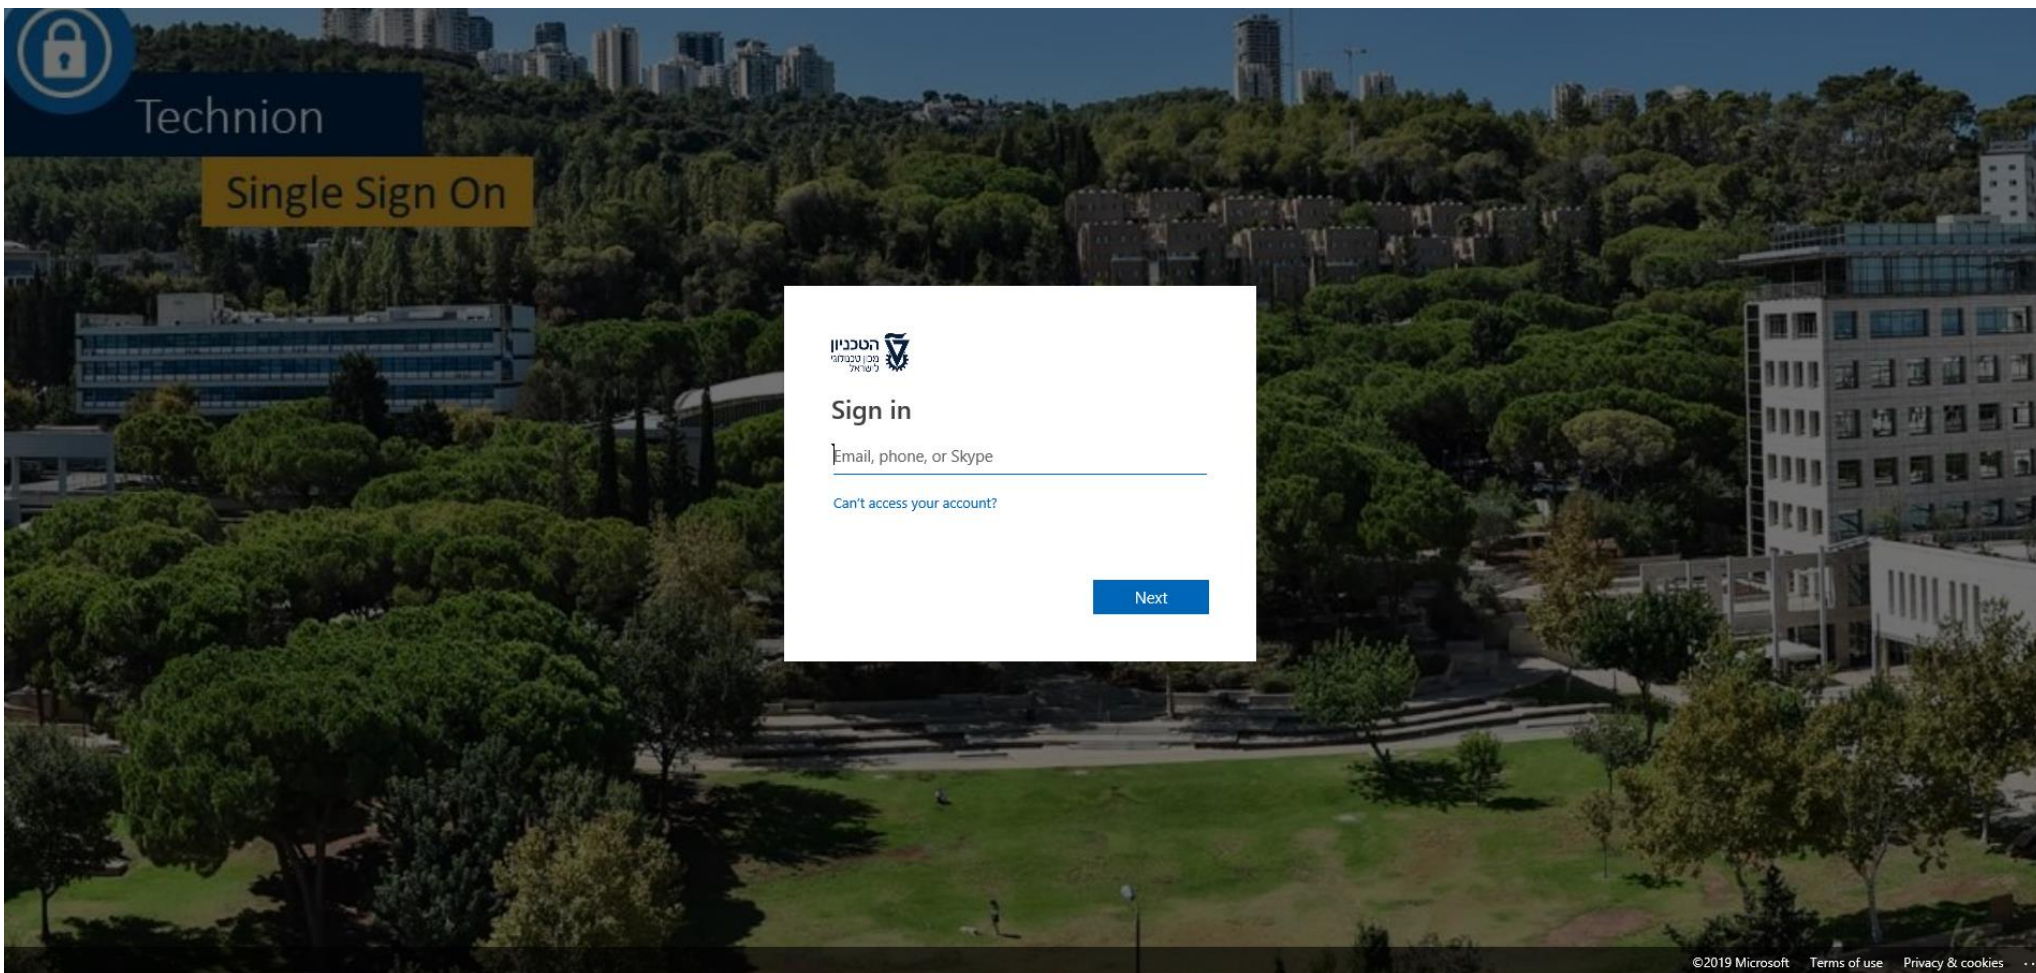 Technion
Single Sign On
הטכניון
מכון טכנולוגי
לישראל
Sign in
Email, phone, or Skype
Can't access your account?
Next
©2019 Microsoft Terms of use Privacy & cookies